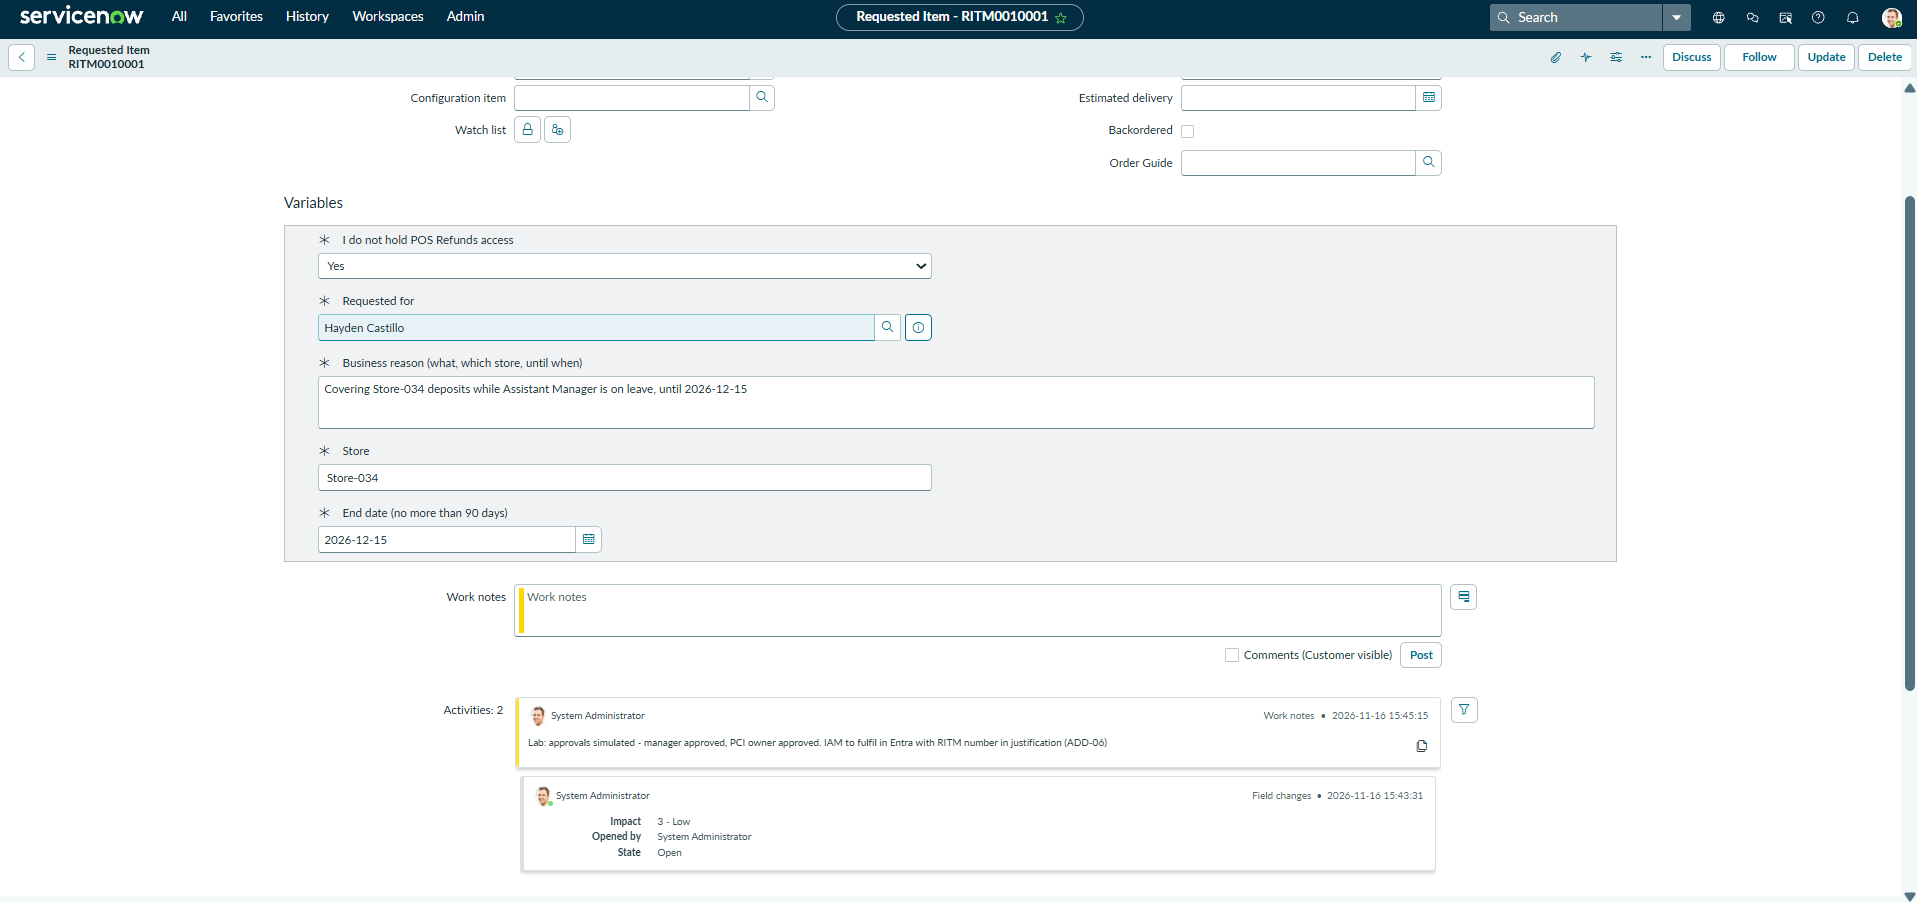 servicenow All Favorites History Workspaces Admin Requested Item - RITM0010001 Search
Requested Item
RITM0010001
Discuss Follow Update Delete
Configuration item
Estimated delivery
Watch list
Backordered
Order Guide
Variables
I do not hold POS Refunds access
Yes
Requested for
Hayden Castillo
Business reason (what, which store, until when)
Covering Store-034 deposits while Assistant Manager is on leave, until 2026-12-15
Store
Store-034
End date (no more than 90 days)
2026-12-15
Work notes
Work notes
Comments (Customer visible) Post
Activities: 2
System Administrator Work notes • 2026-11-16 15:45:15
Lab: approvals simulated - manager approved, PCI owner approved. IAM to fulfil in Entra with RITM number in justification (ADD-06)
System Administrator Field changes • 2026-11-16 15:43:31
Impact 3 - Low
Opened by System Administrator
State Open